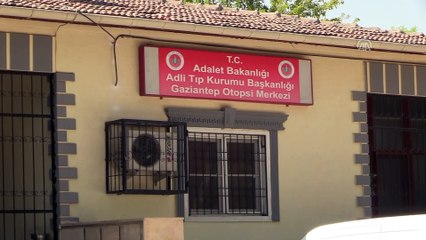 T.C.
Adalet Bakanlığı
Adli Tıp Kurumu Başkanlığı
Gaziantep Otopsi Merkezi